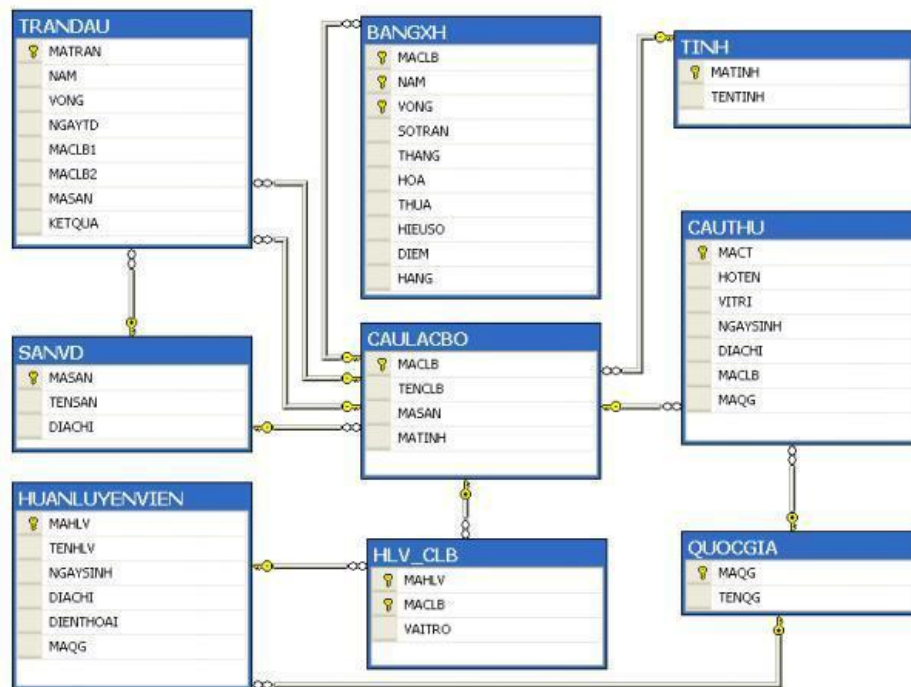 TRANDAU
MATRAN
NAM
VONG
NGAYTD
MACLB1
MACLB2
MASAN
KETQUA
BANGXH
MACLB
NAM
VONG
SOTRAN
THANG
HOA
THUA
HIEUSO
DIEM
HANG
TINH
MATINH
TENTINH
CAUTHU
MACT
HOTEN
VITRI
NGAYSINH
DIACHI
MACLB
MAQG
SANVD
MASAN
TENSAN
DIACHI
CAULACBO
MACLB
TENCLB
MASAN
MATINH
HUANLUYENVIEN
MAHLV
TENHLV
NGAYSINH
DIACHI
DIENTHOAI
MAQG
HLV_CLB
MAHLV
MACLB
VAITRO
QUOCGIA
MAQG
TENQG